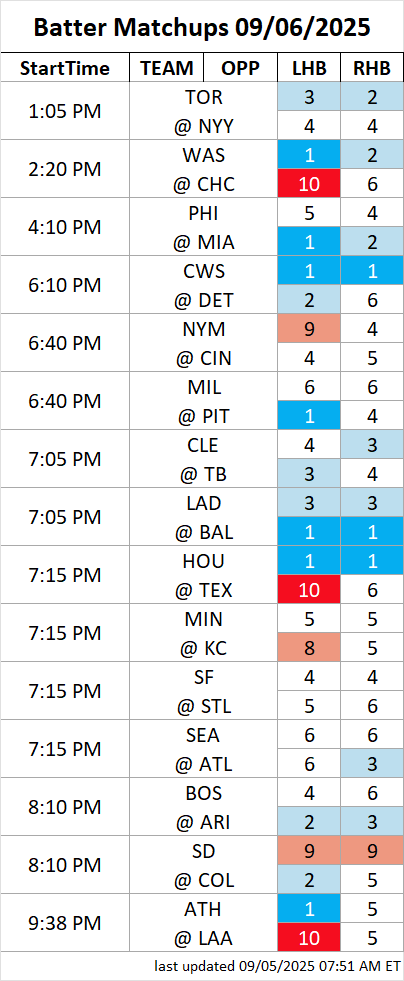 Batter Matchups 09/06/2025
StartTime TEAM OPP LHB RHB
1:05 PM
TOR 3 2
@ NYY 4 4
2:20 PM
WAS 1 2
@ CHC 10 6
4:10 PM
PHI 5 4
@ MIA 1 2
6:10 PM
CWS 1 1
@ DET 2 6
6:40 PM
NYM 9 4
@ CIN 4 5
6:40 PM
MIL 6 6
@ PIT 1 4
7:05 PM
CLE 4 3
@ TB 3 4
7:05 PM
LAD 3 3
@ BAL 1 1
7:15 PM
HOU 1 1
@ TEX 10 6
7:15 PM
MIN 5 5
@ KC 8 5
7:15 PM
SF 4 4
@ STL 5 6
7:15 PM
SEA 6 6
@ ATL 6 3
8:10 PM
BOS 4 6
@ ARI 2 3
8:10 PM
SD 9 9
@ COL 2 5
9:38 PM
ATH 1 5
@ LAA 10 5
last updated 09/05/2025 07:51 AM ET